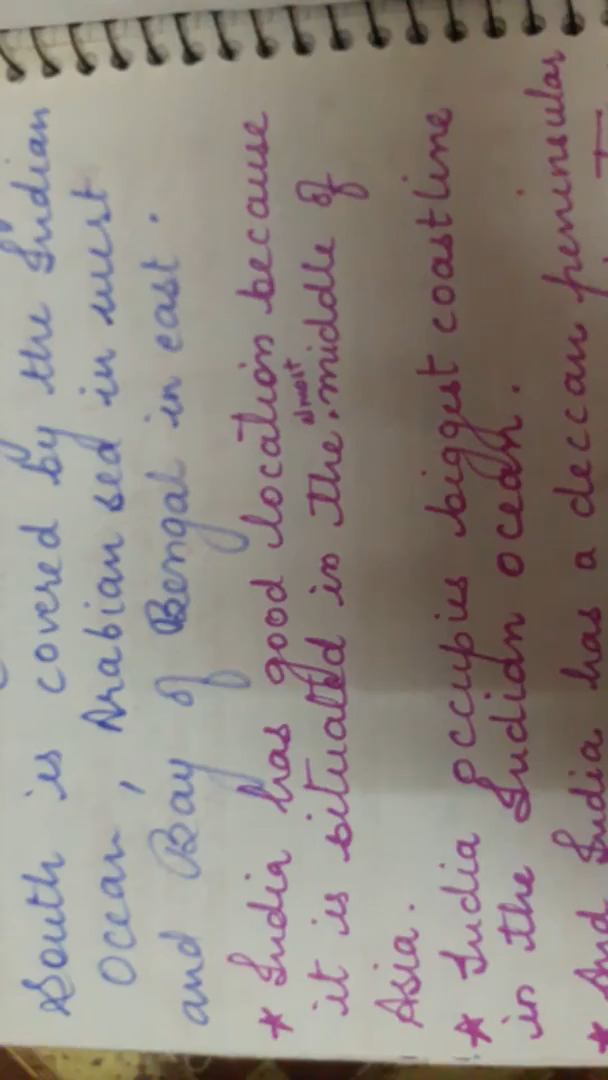 South is covered by the Indian
Ocean, Arabian sea in west
and Bay of Bengal in east.
* India has good location because
it is situated in the almost middle of
Asia.
* India occupies biggest coastline
in the Indian ocean.
* And India has a deccan peninsular